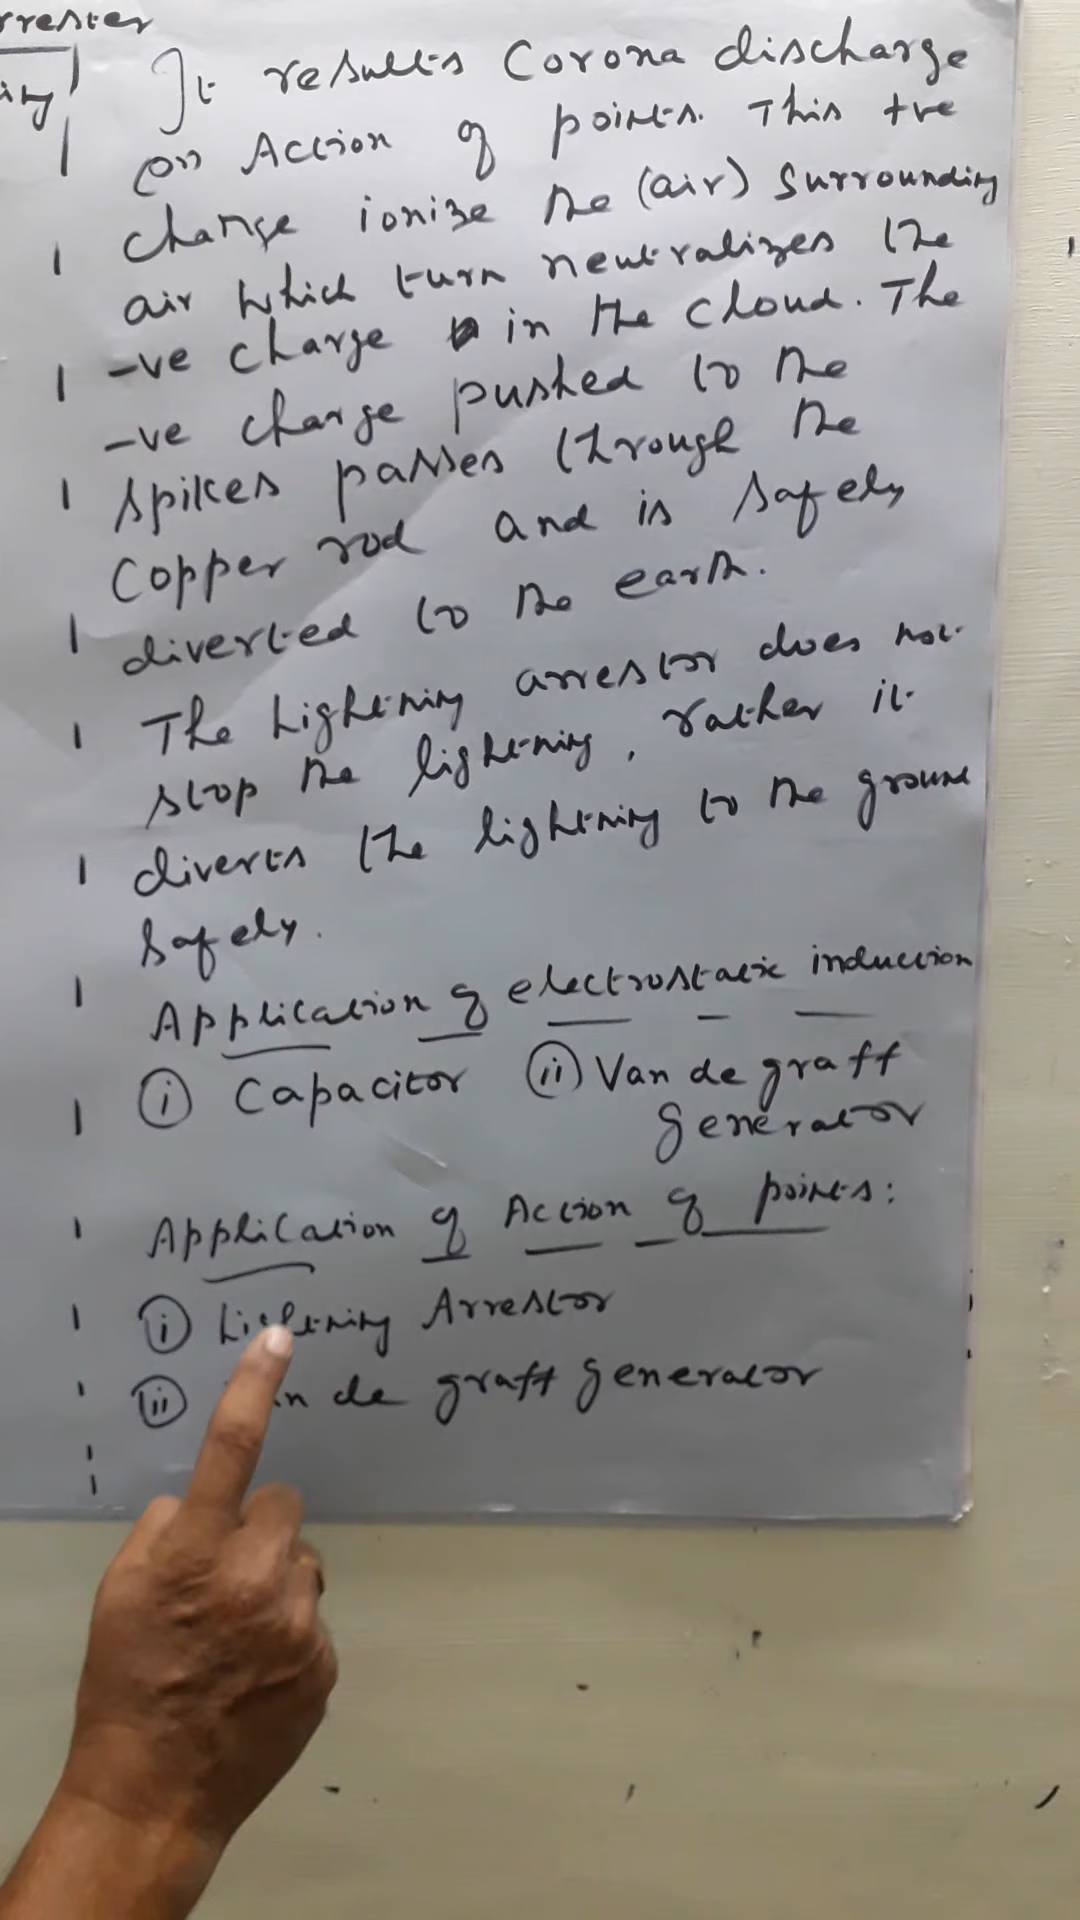 rrester
It results Corona discharge
on Action of points. This +ve
charge ionize the (air) surrounding
air which turn neutralizes the
-ve charge in the cloud. The
-ve charge pushed to the
spikes passes through the
Copper rod and is safely
diverted to the earth.
The Lightning arrestor does not
stop the lightning, rather it
diverts the lightning to the ground
safely.
Application of electrostatic induction
(i) Capacitor (ii) Van de graff
generator
Application of Action of points:
(i) Lightning Arrestor
(ii) de graff generator